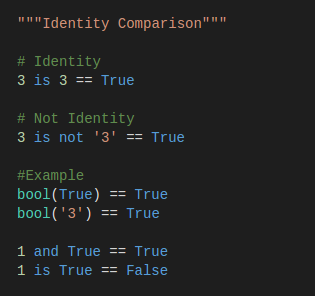 """Identity Comparison"""
# Identity
3 is 3 == True
# Not Identity
3 is not '3' == True
#Example
bool(True) == True
bool('3') == True
1 and True == True
1 is True == False